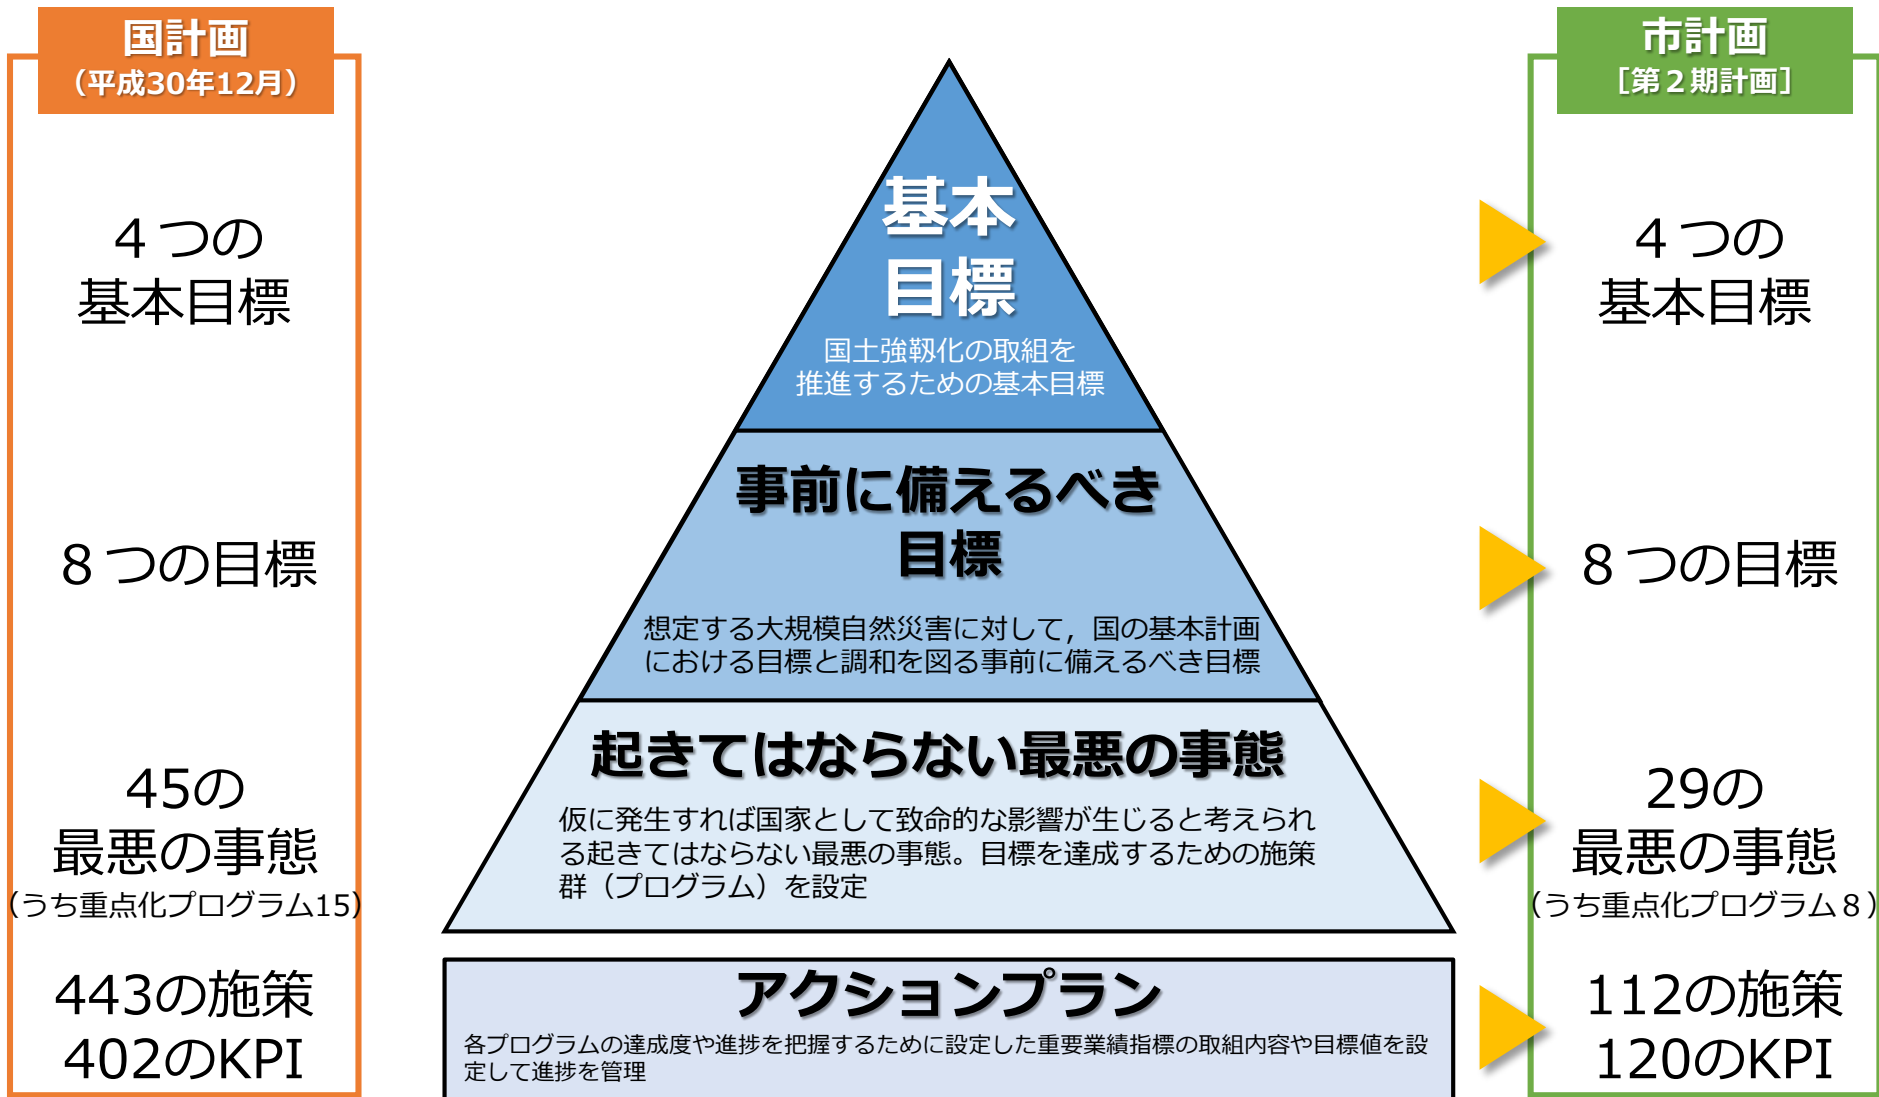 国計画
（平成30年12月）
４つの
基本目標
８つの目標
45の
最悪の事態
（うち重点化プログラム15）
443の施策
402のKPI
基本
目標
国土強靱化の取組を
推進するための基本目標
事前に備えるべき
目標
想定する大規模自然災害に対して，国の基本計画
における目標と調和を図る事前に備えるべき目標
起きてはならない最悪の事態
仮に発生すれば国家として致命的な影響が生じると考えられ
る起きてはならない最悪の事態。目標を達成するための施策
群（プログラム）を設定
アクションプラン
各プログラムの達成度や進捗を把握するために設定した重要業績指標の取組内容や目標値を設
定して進捗を管理
市計画
［第２期計画］
４つの
基本目標
８つの目標
29の
最悪の事態
（うち重点化プログラム８）
112の施策
120のKPI